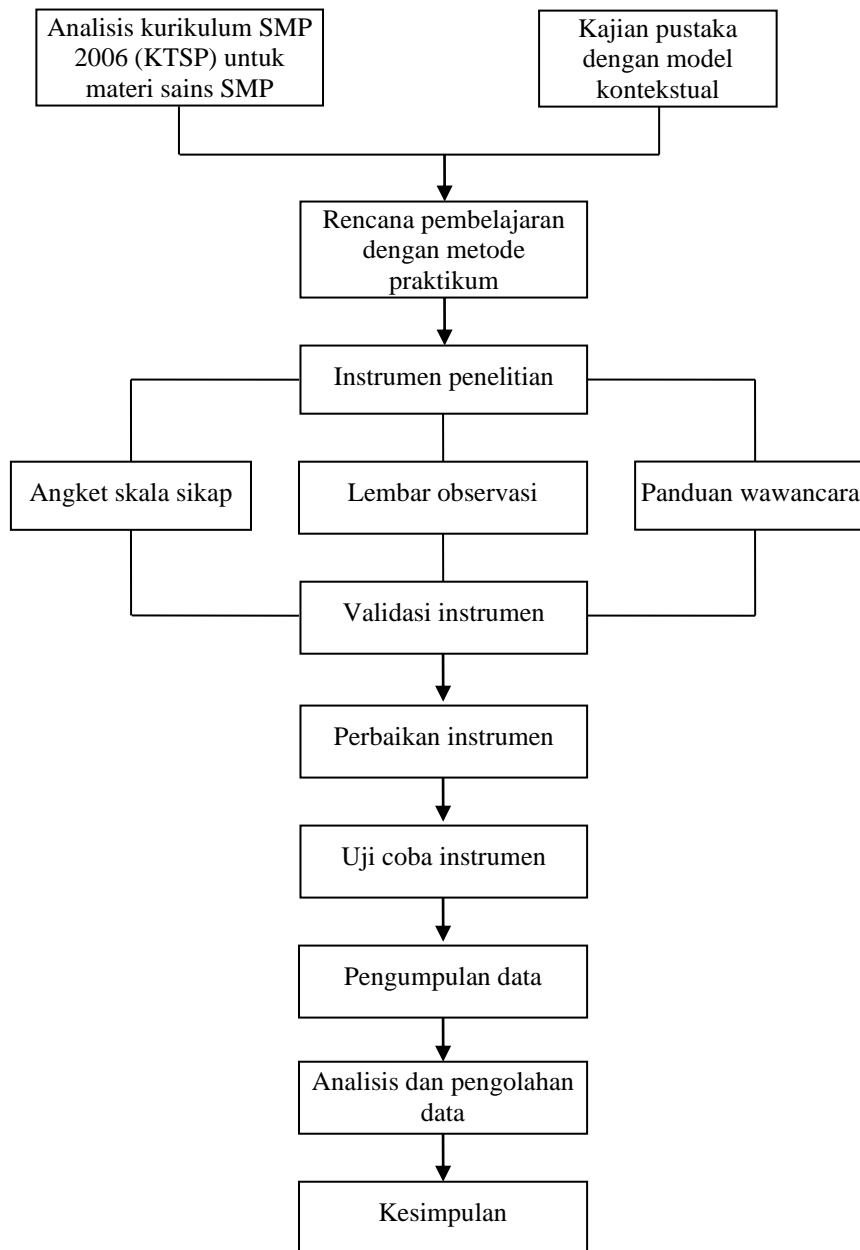 Analisis kurikulum SMP
2006 (KTSP) untuk
materi sains SMP
Kajian pustaka
dengan model
kontekstual
Rencana pembelajaran
dengan metode
praktikum
Instrumen penelitian
Angket skala sikap
Lembar observasi
Panduan wawancara
Validasi instrumen
Perbaikan instrumen
Uji coba instrumen
Pengumpulan data
Analisis dan pengolahan
data
Kesimpulan